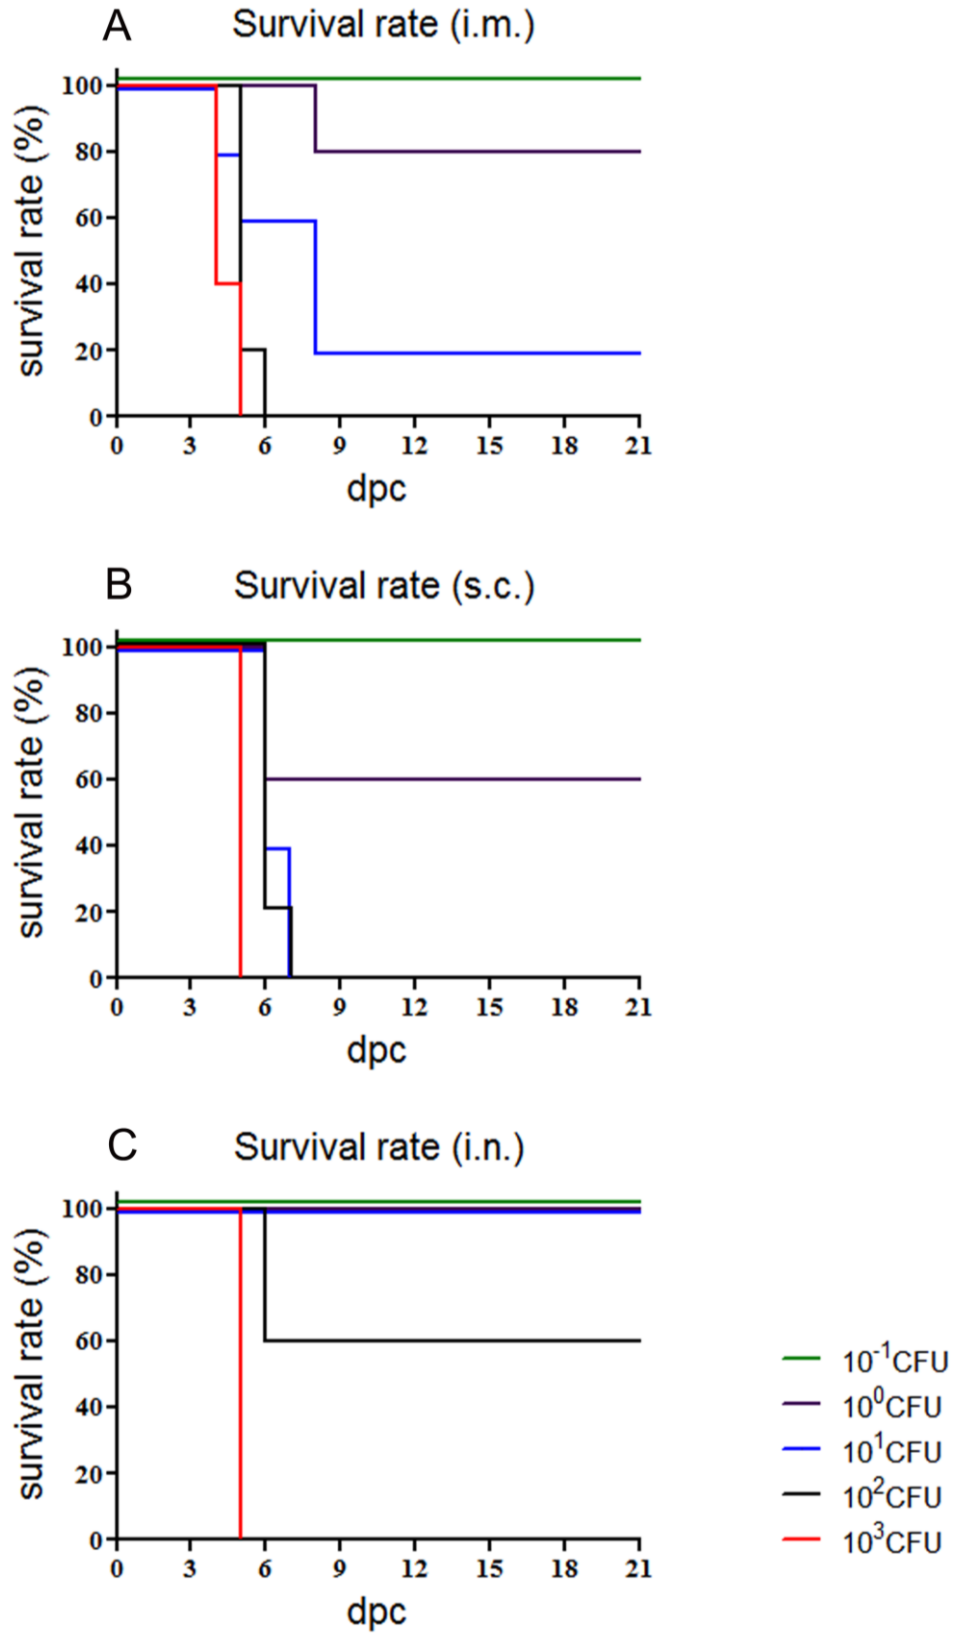 A Survival rate (i.m.)
survival rate (%)
100
80
60
40
20
0
0 3 6 9 12 15 18 21
dpc
B Survival rate (s.c.)
survival rate (%)
100
80
60
40
20
0
0 3 6 9 12 15 18 21
dpc
C Survival rate (i.n.)
survival rate (%)
100
80
60
40
20
0
0 3 6 9 12 15 18 21
dpc
10⁻¹CFU
10⁰CFU
10¹CFU
10²CFU
10³CFU